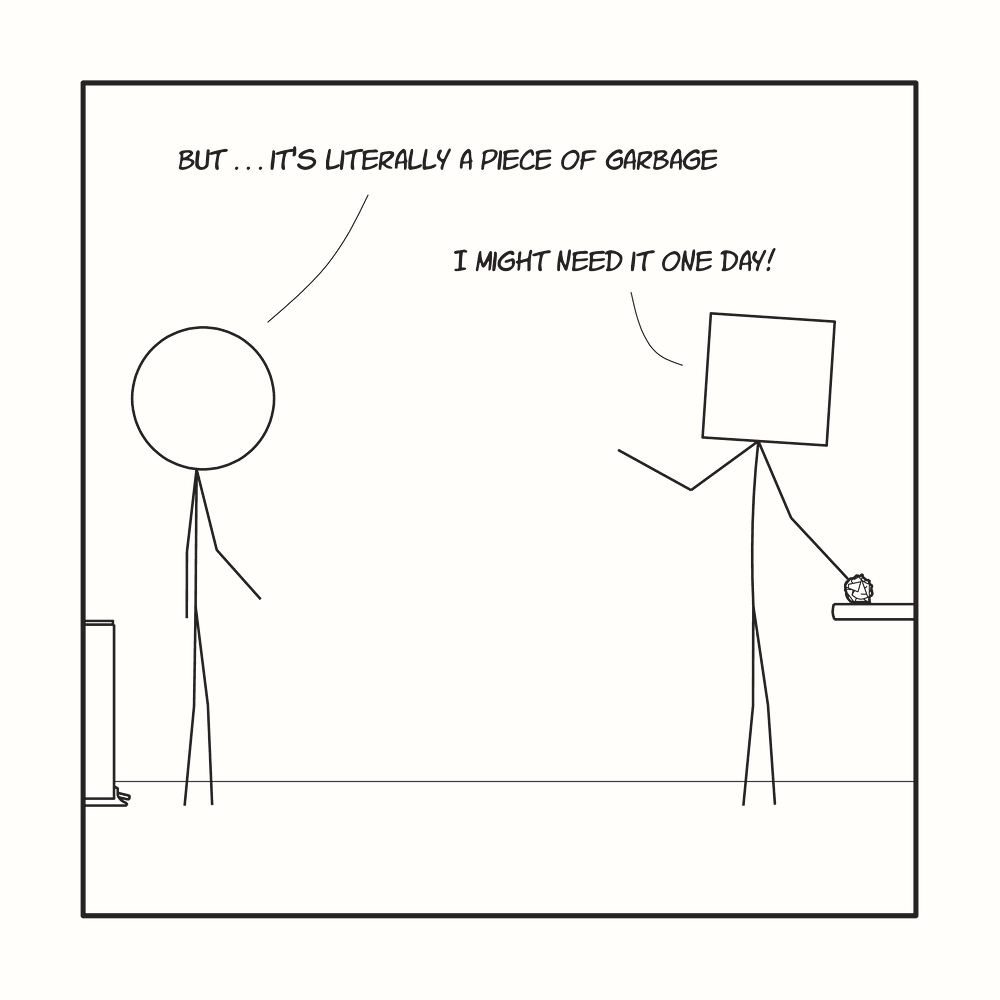 BUT ... IT'S LITERALLY A PIECE OF GARBAGE
I MIGHT NEED IT ONE DAY!